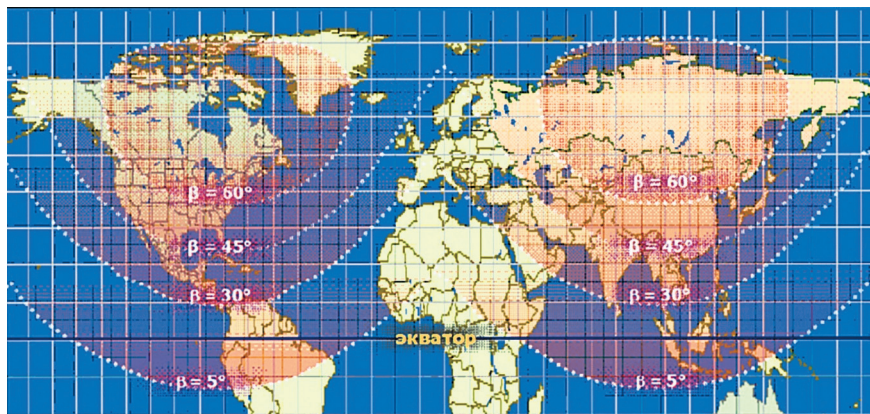 β = 60°
β = 60°
β = 45°
β = 45°
β = 30°
β = 30°
экватор
β = 5°
β = 5°